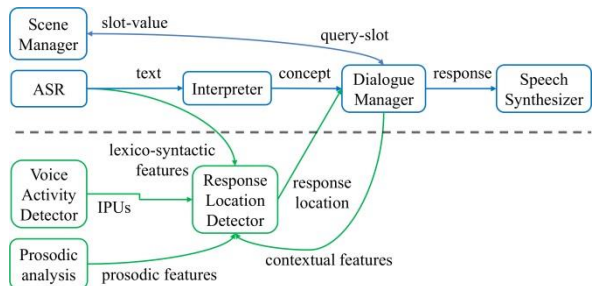 Scene
Manager
slot-value
query-slot
ASR
text
Interpreter
concept
Dialogue
Manager
response
Speech
Synthesizer
lexico-syntactic
features
Voice
Activity
Detector
IPUs
Response
Location
Detector
response
location
Prosodic
analysis
prosodic features
contextual features